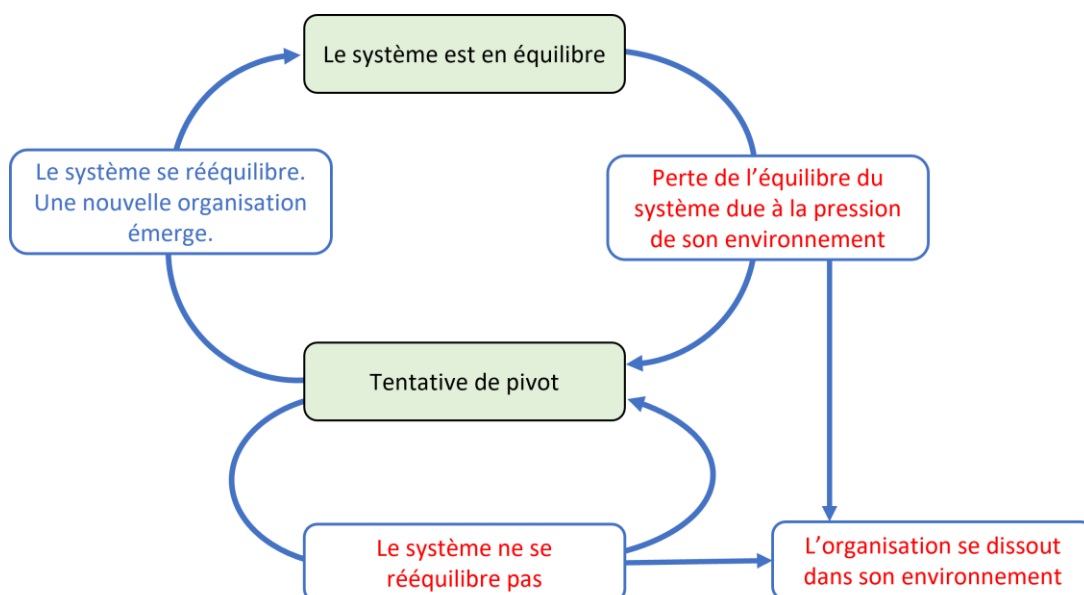 Le système est en équilibre
Le système se rééquilibre.
Une nouvelle organisation
émerge.
Perte de l’équilibre du
système due à la pression
de son environnement
Tentative de pivot
Le système ne se
rééquilibre pas
L’organisation se dissout
dans son environnement